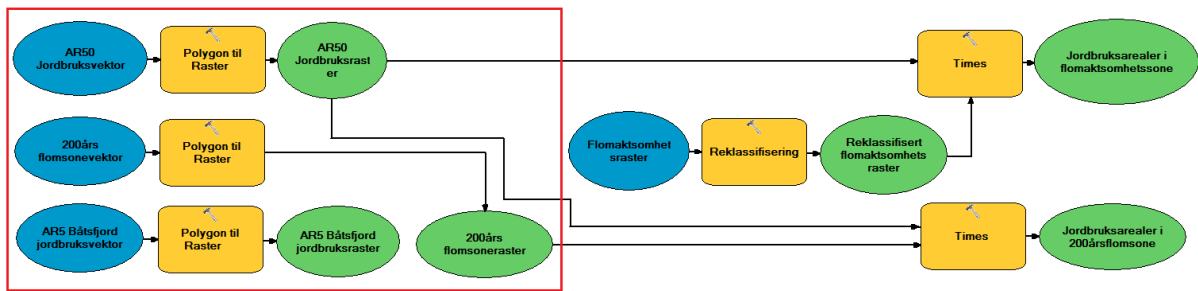 AR50
Jordbruksvektor
Polygon til
Raster
AR50
Jordbruksrast
er
Times
Jordbruksarealer i
flomaktsomhetssone
200års
flomsonevektor
Polygon til
Raster
Flomaktsomhet
sraster
Reklassifisering
Reklassifisert
flomaktsomhets
raster
AR5 Båtsfjord
jordbruksvektor
Polygon til
Raster
AR5 Båtsfjord
jordbruksraster
200års
flomsoneraster
Times
Jordbruksarealer i
200årsflomsone